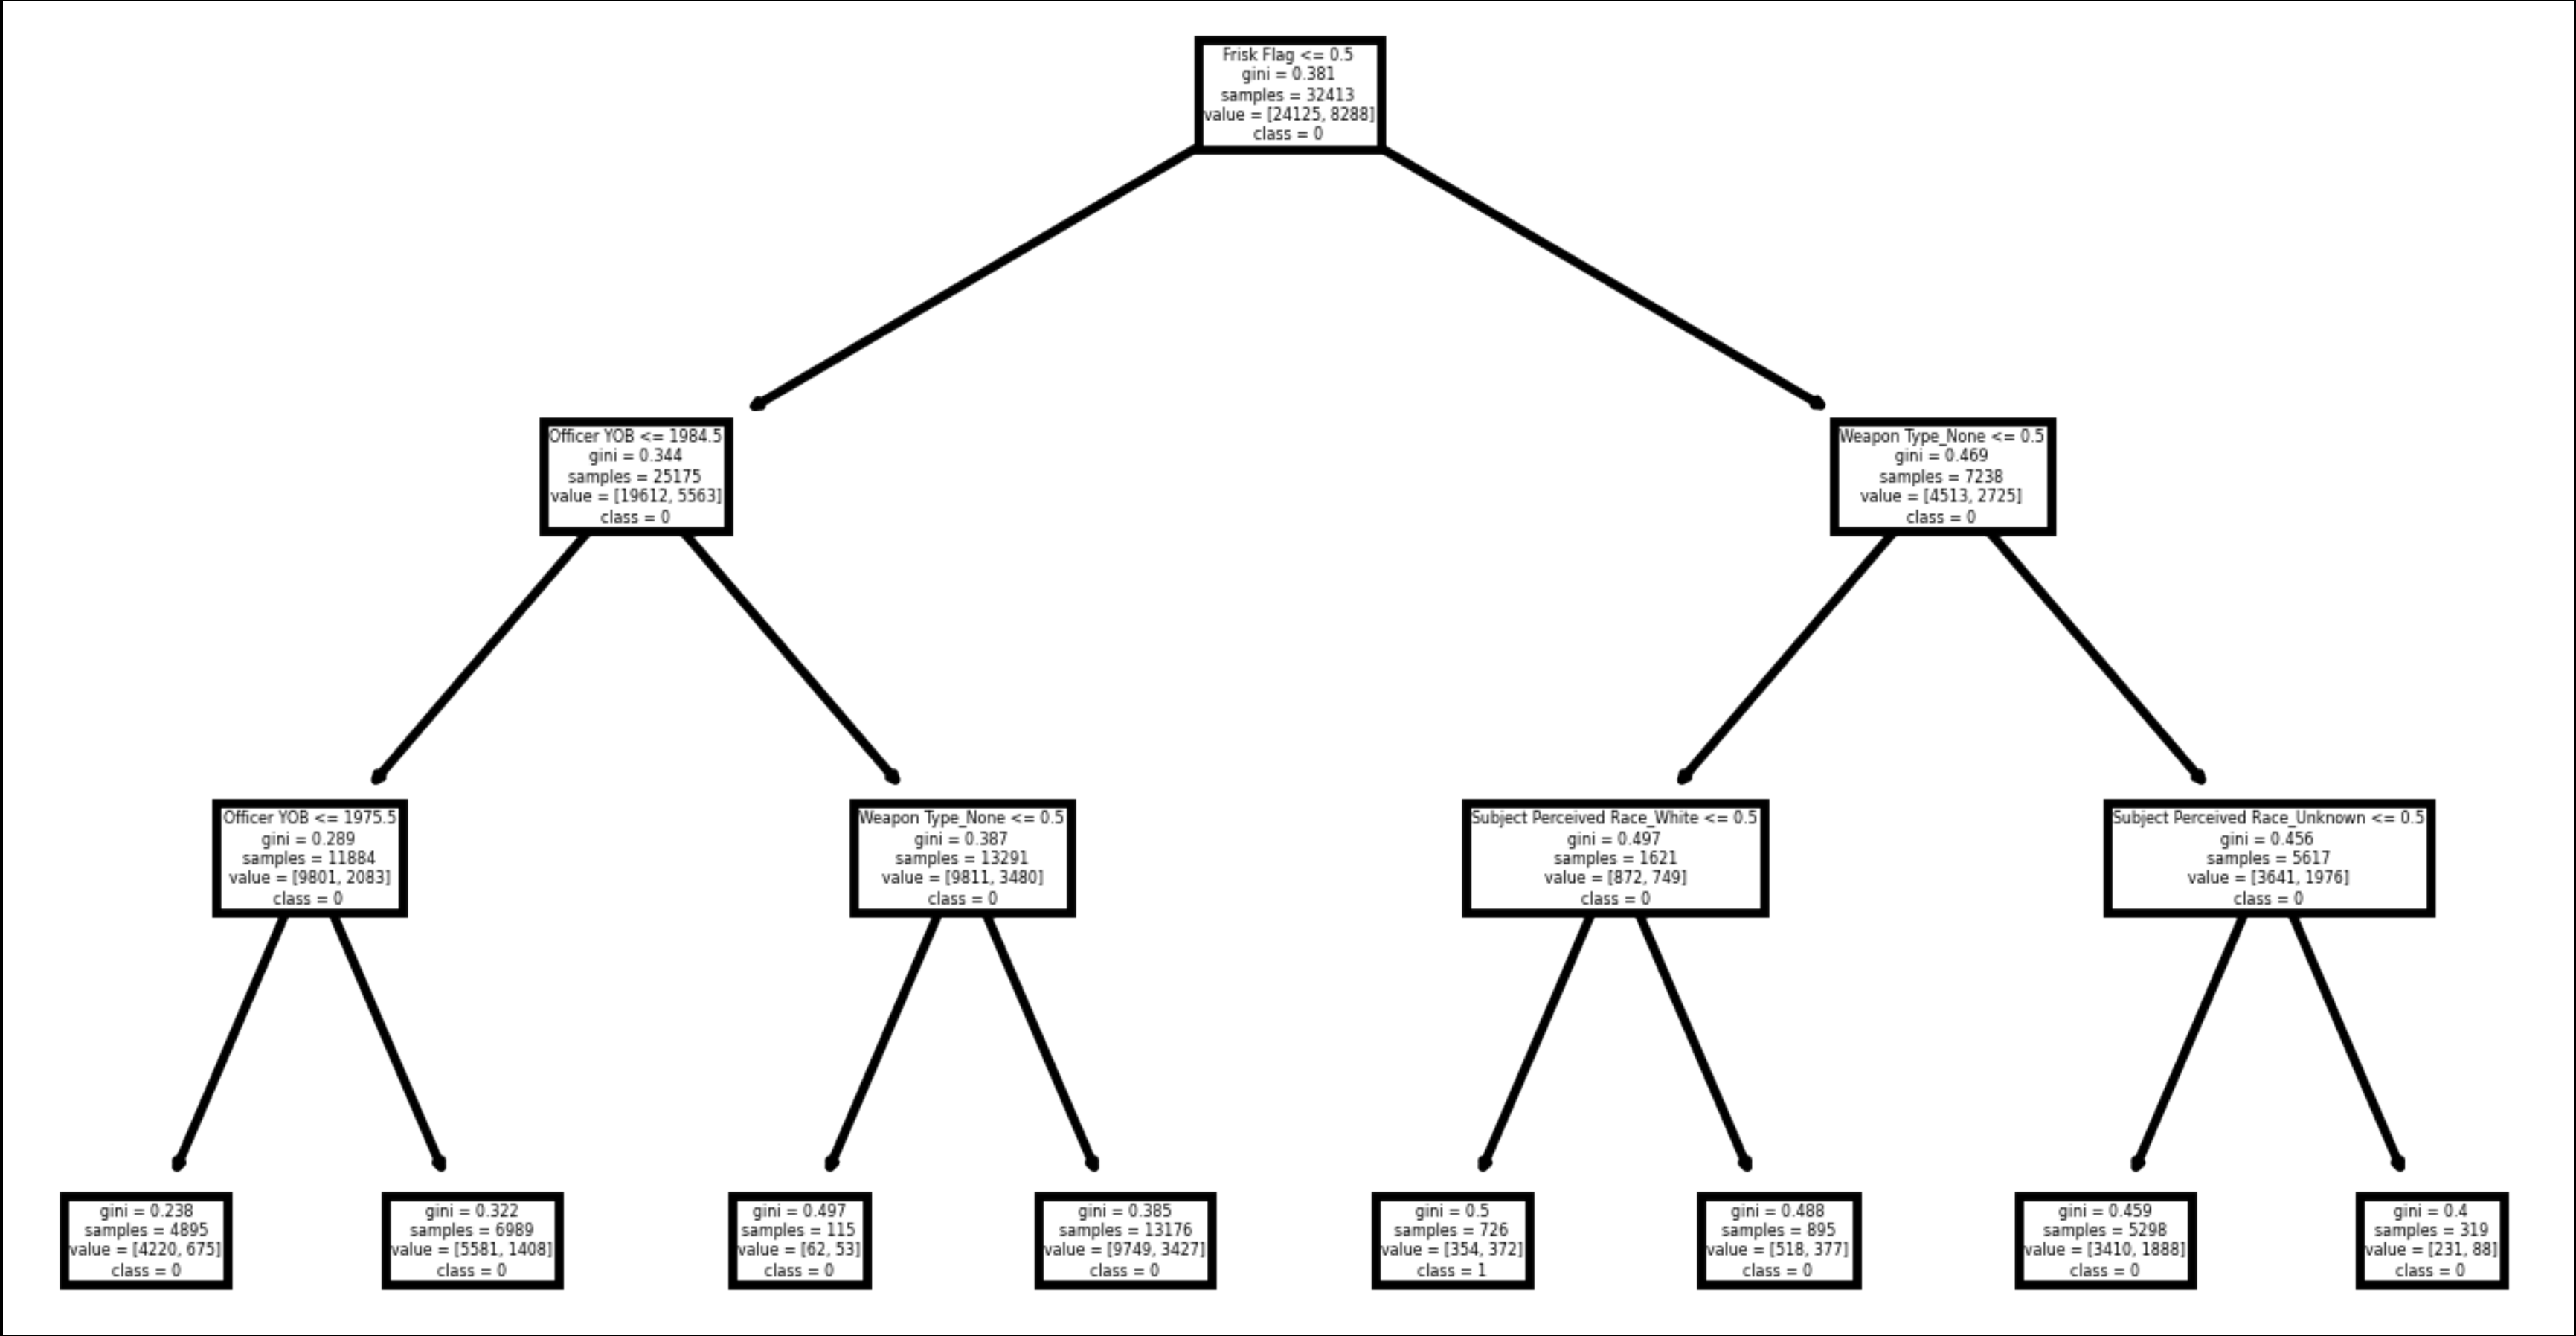 Frisk Flag <= 0.5
gini = 0.381
samples = 32413
value = [24125, 8288]
class = 0
Officer YOB <= 1984.5
gini = 0.344
samples = 25175
value = [19612, 5563]
class = 0
Weapon Type_None <= 0.5
gini = 0.469
samples = 7238
value = [4513, 2725]
class = 0
Officer YOB <= 1975.5
gini = 0.289
samples = 11884
value = [9801, 2083]
class = 0
Weapon Type_None <= 0.5
gini = 0.387
samples = 13291
value = [9811, 3480]
class = 0
Subject Perceived Race_White <= 0.5
gini = 0.497
samples = 1621
value = [872, 749]
class = 0
Subject Perceived Race_Unknown <= 0.5
gini = 0.456
samples = 5617
value = [3641, 1976]
class = 0
gini = 0.238
samples = 4895
value = [4220, 675]
class = 0
gini = 0.322
samples = 6989
value = [5581, 1408]
class = 0
gini = 0.497
samples = 115
value = [62, 53]
class = 0
gini = 0.385
samples = 13176
value = [9749, 3427]
class = 0
gini = 0.5
samples = 726
value = [354, 372]
class = 1
gini = 0.488
samples = 895
value = [518, 377]
class = 0
gini = 0.459
samples = 5298
value = [3410, 1888]
class = 0
gini = 0.4
samples = 319
value = [231, 88]
class = 0